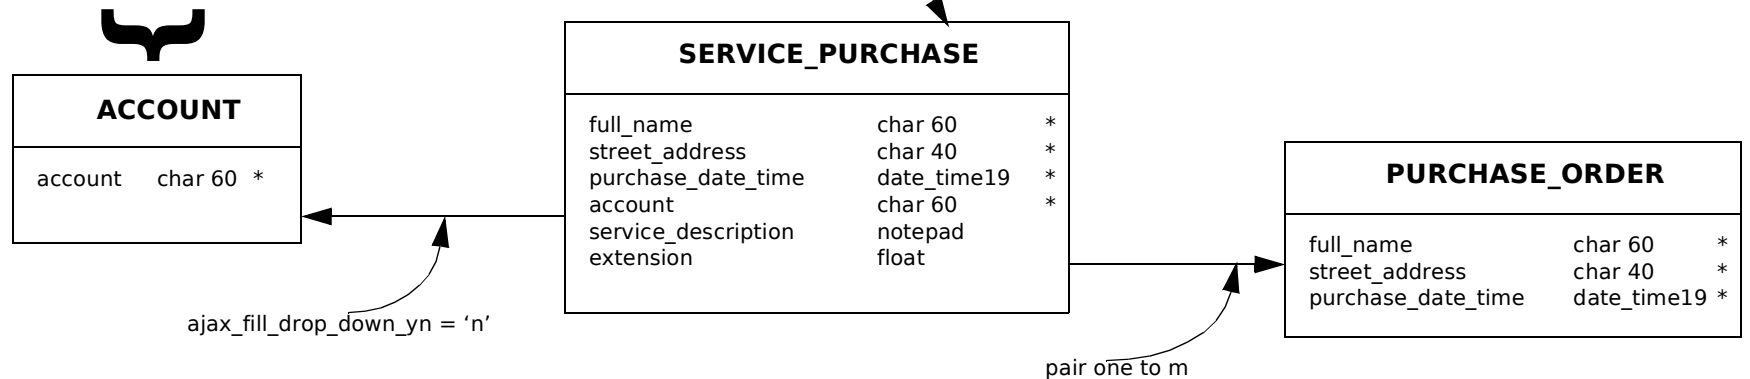 ACCOUNT
account char 60 *
ajax_fill_drop_down_yn = ‘n’
SERVICE_PURCHASE
full_name char 60 *
street_address char 40 *
purchase_date_time date_time19 *
account char 60 *
service_description notepad
extension float
pair one to m
PURCHASE_ORDER
full_name char 60 *
street_address char 40 *
purchase_date_time date_time19 *